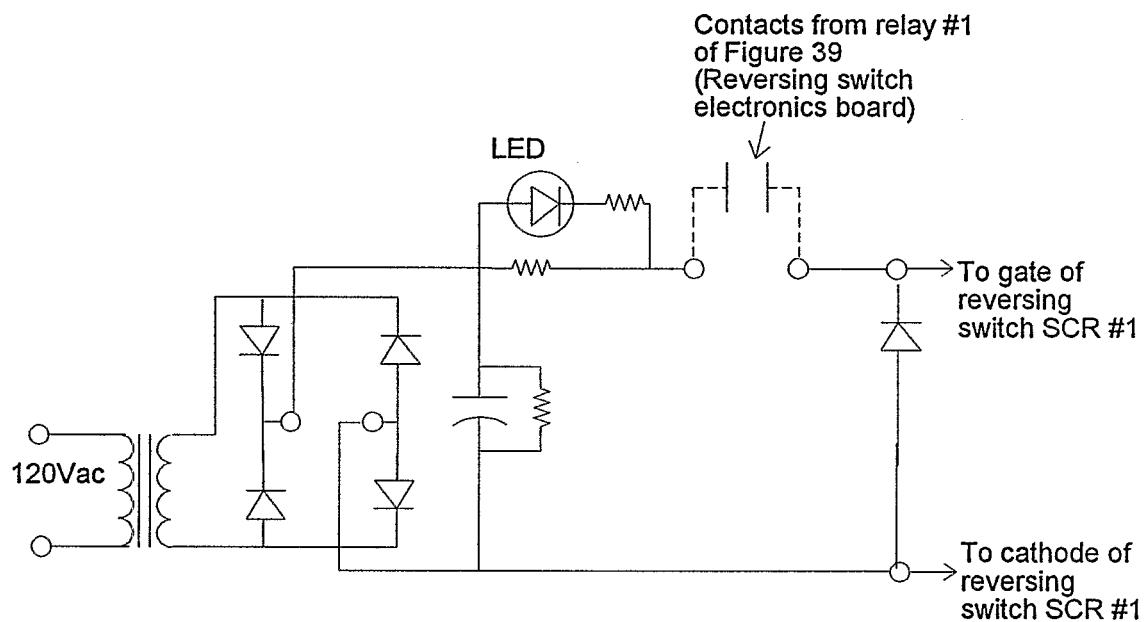 Contacts from relay #1
of Figure 39
(Reversing switch
electronics board)
LED
To gate of
reversing
switch SCR #1
120Vac
To cathode of
reversing
switch SCR #1